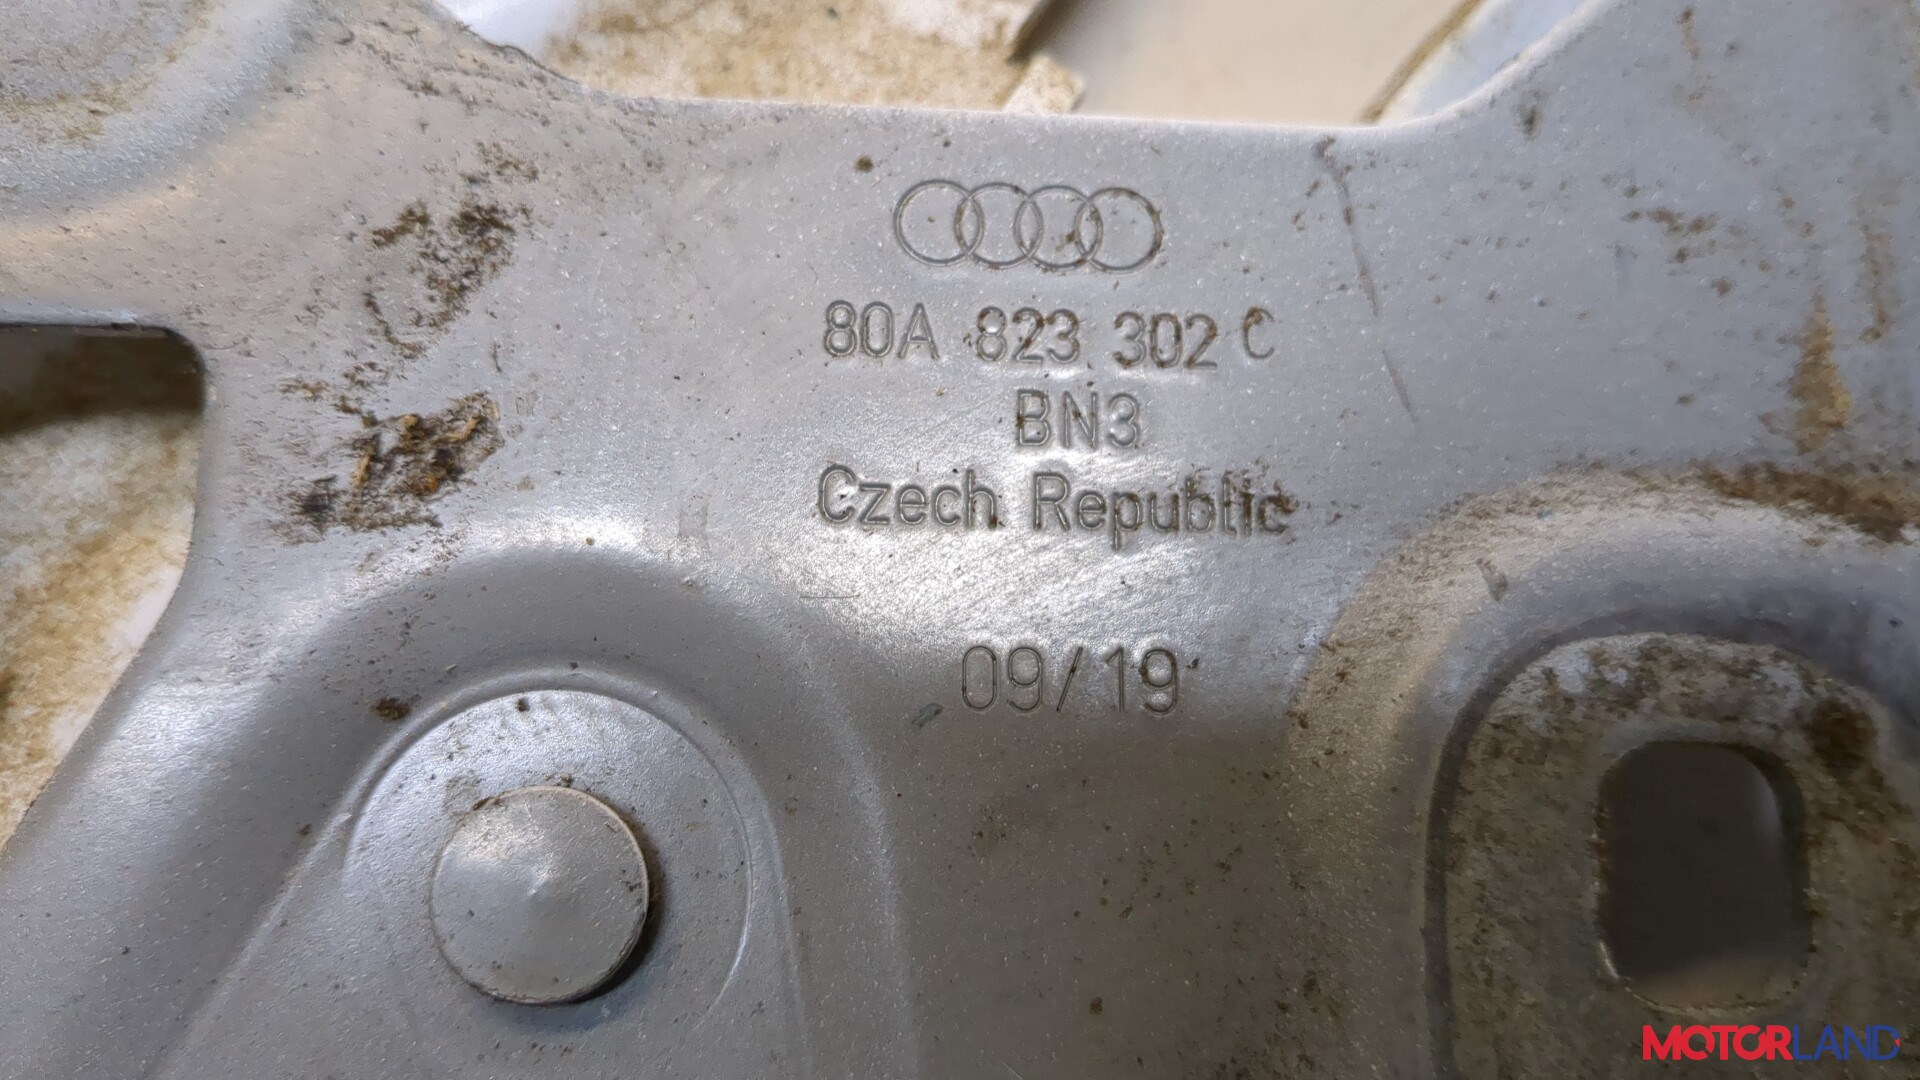 80A 823 302 C
BN3
Czech Republic
09/19
MOTORLAND